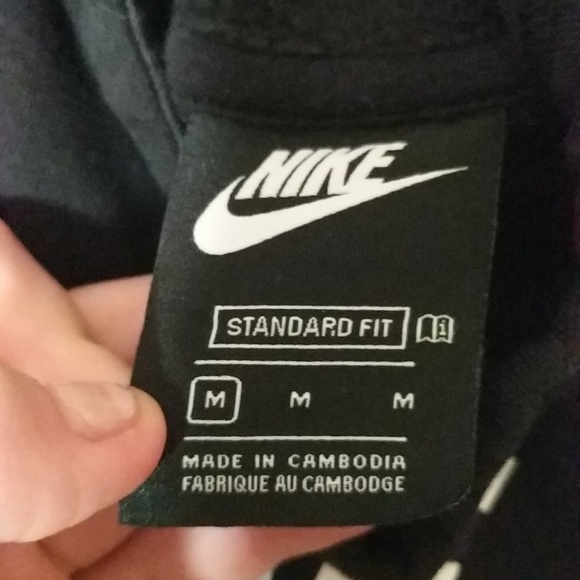 NIKE
STANDARD FIT
M M M
MADE IN CAMBODIA
FABRIQUE AU CAMBODGE